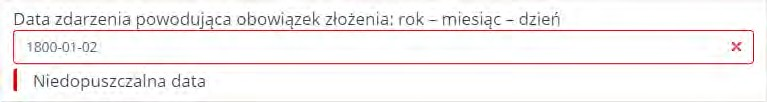 Data zdarzenia powodująca obowiązek złożenia: rok – miesiąc – dzień
1800-01-02
Niedopuszczalna data